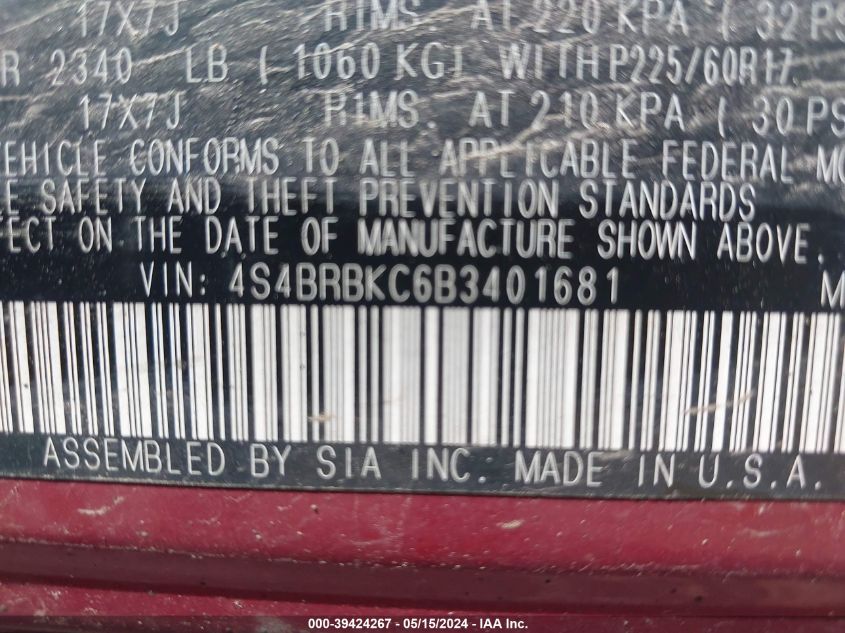 17X7J RIMS. AT 220 KPA ( 32 PS
R 2340 LB ( 1060 KG) WITH P225/60R17
17X7J RIMS. AT 210 KPA ( 30 PS
VEHICLE CONFORMS TO ALL APPLICABLE FEDERAL MO
LE SAFETY AND THEFT PREVENTION STANDARDS
FECT ON THE DATE OF MANUFACTURE SHOWN ABOVE.
VIN: 4S4BRBKC6B3401681 M
ASSEMBLED BY SIA INC. MADE IN U.S.A.
000-39424267 - 05/15/2024 - IAA Inc.